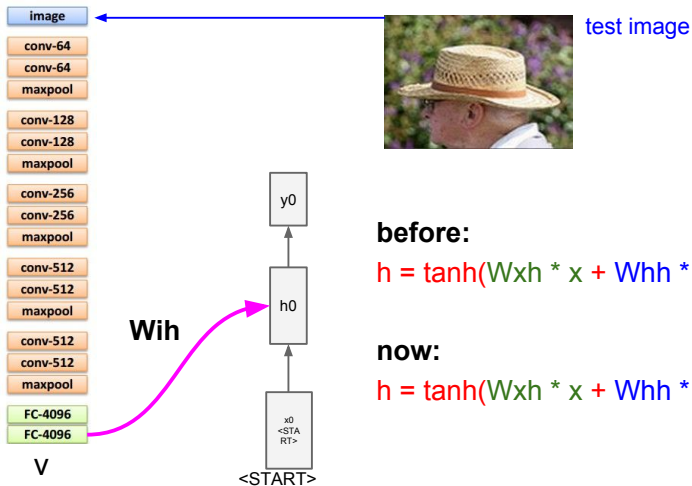 image
test image
conv-64
conv-64
maxpool
conv-128
conv-128
maxpool
conv-256
conv-256
maxpool
conv-512
conv-512
maxpool
conv-512
conv-512
maxpool
FC-4096
FC-4096
v
Wih
y0
h0
x0
<STA
RT>
<START>
before:
h = tanh(Wxh * x + Whh *
now:
h = tanh(Wxh * x + Whh *